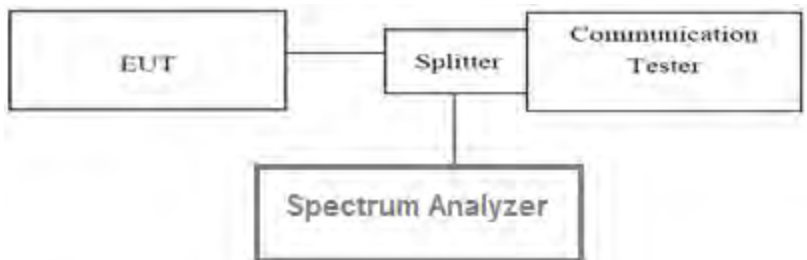 EUT
Splitter
Communication
Tester
Spectrum Analyzer